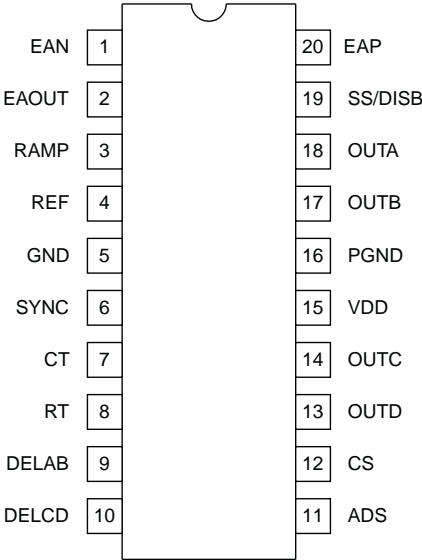 EAN 1 20 EAP
EAOUT 2 19 SS/DISB
RAMP 3 18 OUTA
REF 4 17 OUTB
GND 5 16 PGND
SYNC 6 15 VDD
CT 7 14 OUTC
RT 8 13 OUTD
DELAB 9 12 CS
DELCD 10 11 ADS